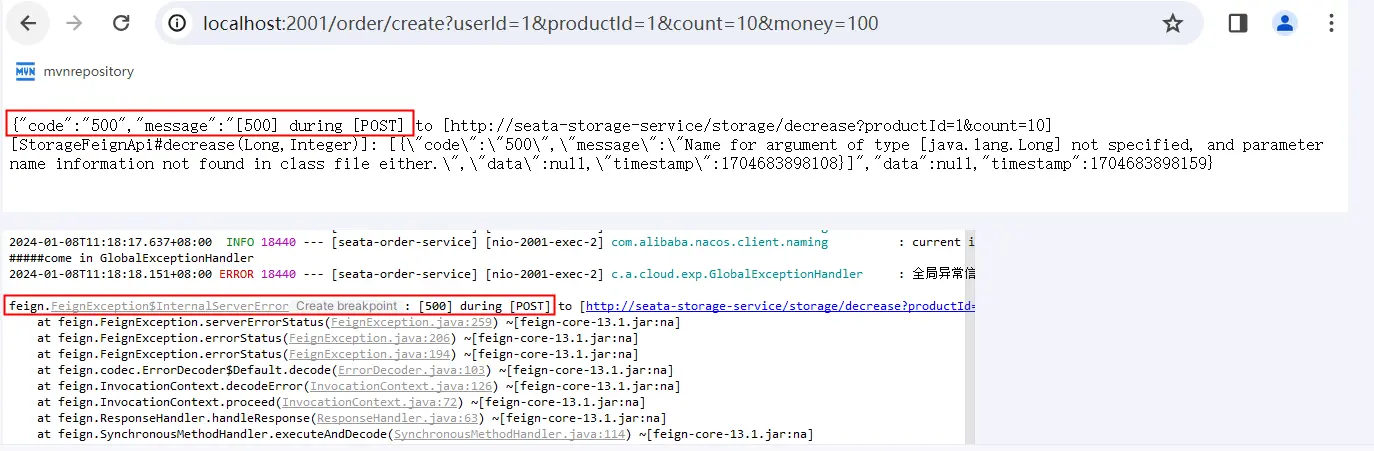 localhost:2001/order/create?userId=1&productId=1&count=10&money=100
MVN mvnrepository
{"code":"500","message":"[500] during [POST] to [http://seata-storage-service/storage/decrease?productId=1&count=10]
[StorageFeignApi#decrease(Long,Integer)]: [{\"code\":\"500\",\"message\":\"Name for argument of type [java.lang.Long] not specified, and parameter
name information not found in class file either.\",\"data\":null,\"timestamp\":1704683898108}]","data":null,"timestamp":1704683898159}
2024-01-08T11:18:17.637+08:00 INFO 18440 --- [seata-order-service] [nio-2001-exec-2] com.alibaba.nacos.client.naming : current i
#####come in GlobalExceptionHandler
2024-01-08T11:18:18.151+08:00 ERROR 18440 --- [seata-order-service] [nio-2001-exec-2] c.a.cloud.exp.GlobalExceptionHandler : 全局异常信
feign.FeignException$InternalServerError Create breakpoint : [500] during [POST] to [http://seata-storage-service/storage/decrease?productId=
at feign.FeignException.serverErrorStatus(FeignException.java:259) ~[feign-core-13.1.jar:na]
at feign.FeignException.errorStatus(FeignException.java:206) ~[feign-core-13.1.jar:na]
at feign.FeignException.errorStatus(FeignException.java:194) ~[feign-core-13.1.jar:na]
at feign.codec.ErrorDecoder$Default.decode(ErrorDecoder.java:103) ~[feign-core-13.1.jar:na]
at feign.InvocationContext.decodeError(InvocationContext.java:126) ~[feign-core-13.1.jar:na]
at feign.InvocationContext.proceed(InvocationContext.java:72) ~[feign-core-13.1.jar:na]
at feign.ResponseHandler.handleResponse(ResponseHandler.java:63) ~[feign-core-13.1.jar:na]
at feign.SynchronousMethodHandler.executeAndDecode(SynchronousMethodHandler.java:114) ~[feign-core-13.1.jar:na]